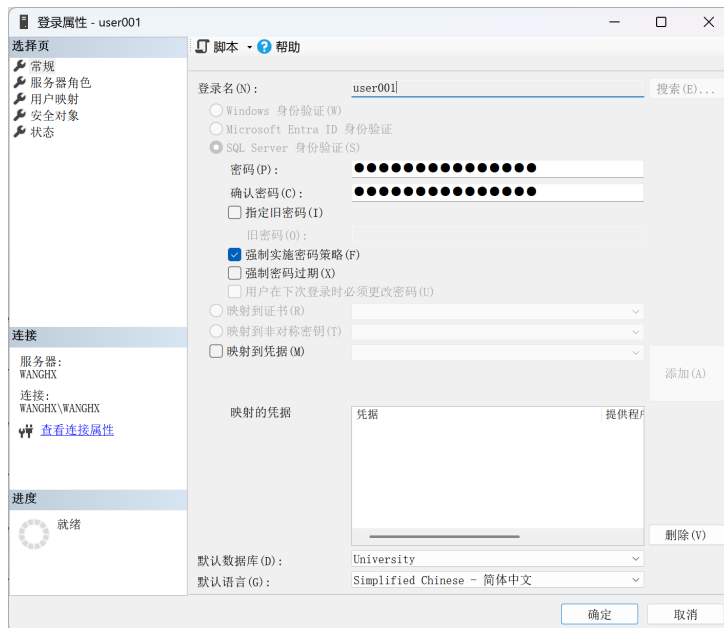 登录属性 - user001
选择页
常规
服务器角色
用户映射
安全对象
状态
连接
服务器:
WANGHX
连接:
WANGHX\WANGHX
查看连接属性
进度
就绪
脚本 帮助
登录名(N): user001 搜索(E)...
Windows 身份验证(W)
Microsoft Entra ID 身份验证
SQL Server 身份验证(S)
密码(P): ●●●●●●●●●●●●●●●
确认密码(C): ●●●●●●●●●●●●●●●
指定旧密码(I)
旧密码(O):
强制实施密码策略(F)
强制密码过期(X)
用户在下次登录时必须更改密码(U)
映射到证书(R)
映射到非对称密钥(T)
映射到凭据(M)
添加(A)
映射的凭据 凭据 提供程
删除(V)
默认数据库(D): University
默认语言(G): Simplified Chinese - 简体中文
确定 取消